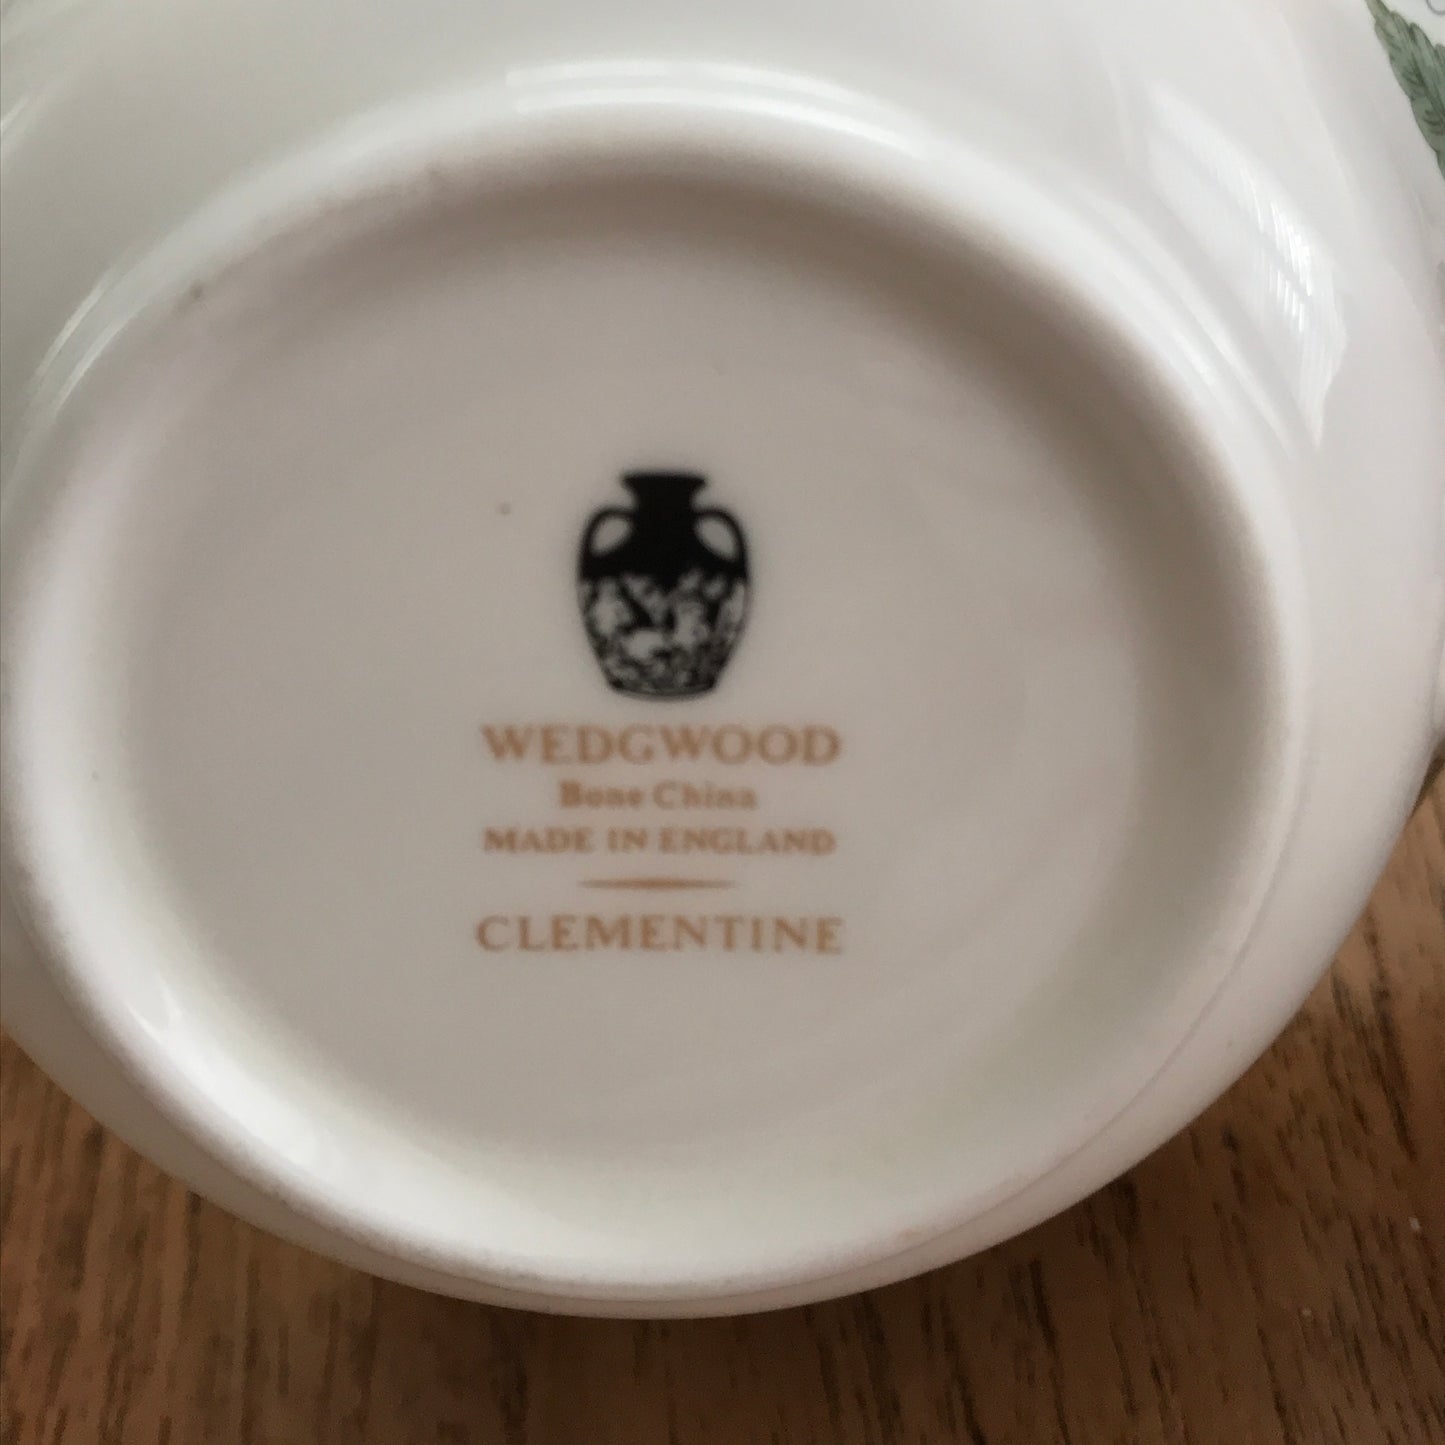 WEDGWOOD
Bone China
MADE IN ENGLAND
CLEMENTINE